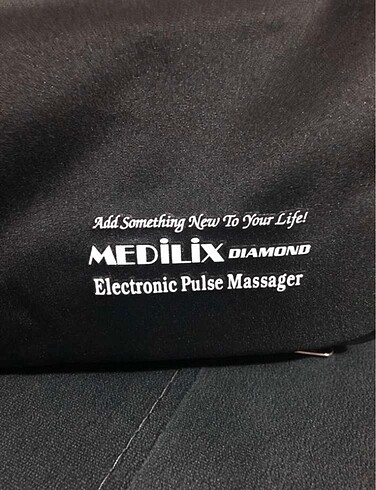 Add Something New To Your Life!
MEDiLiX DIAMOND
Electronic Pulse Massager